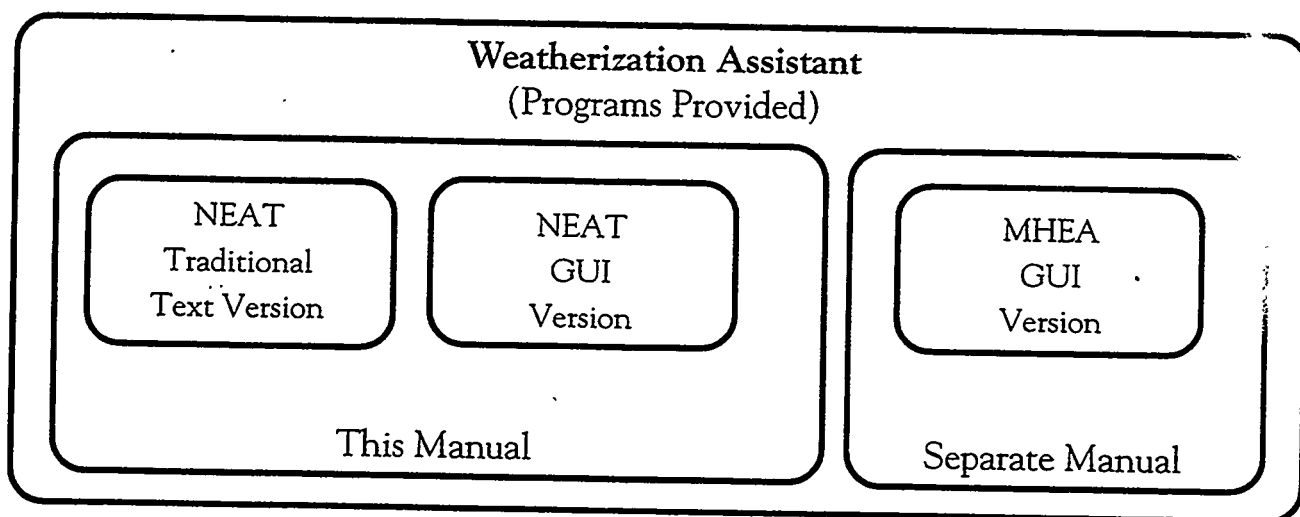 Weatherization Assistant
(Programs Provided)
NEAT
Traditional
Text Version
NEAT
GUI
Version
This Manual
MHEA
GUI
Version
Separate Manual